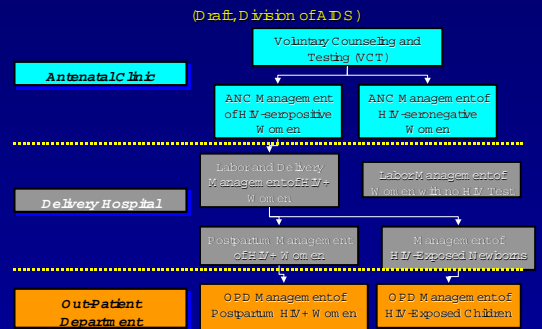 (Draft, Division of AIDS)
Voluntary Counseling and
Testing (VCT)
Antenatal Clinic
ANC Management
of HIV-seropositive
Women
ANC Management of
HIV-seronegative
Women
Labor and Delivery
Management of HIV+
Women
Labor Management of
Women with no HIV Test
Delivery Hospital
Postpartum Management
of HIV+ Women
Management of
HIV-Exposed Newborns
Out-Patient
Department
OPD Management of
Postpartum HIV+ Women
OPD Management of
HIV-Exposed Children